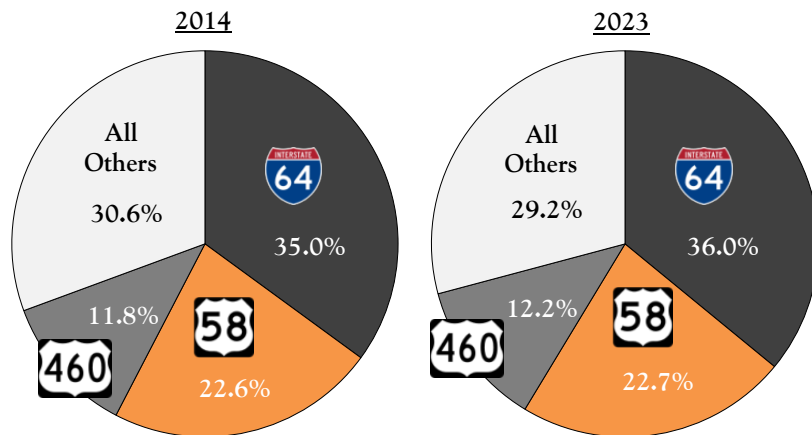 2014
All
Others
30.6%
INTERSTATE
64
35.0%
11.8%
460
58
22.6%
2023
All
Others
29.2%
INTERSTATE
64
36.0%
12.2%
460
58
22.7%